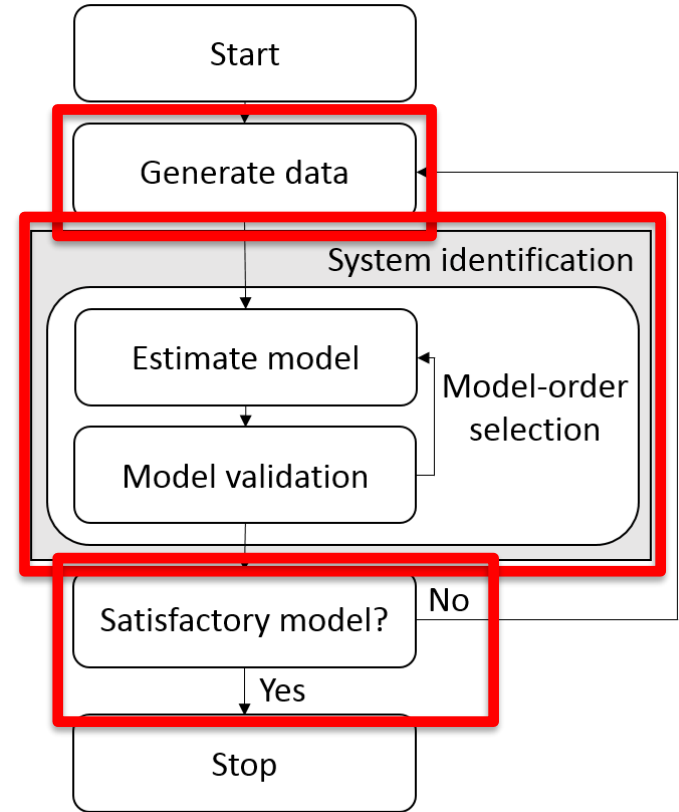 Start
Generate data
System identification
Estimate model
Model-order
selection
Model validation
Satisfactory model?
No
Yes
Stop